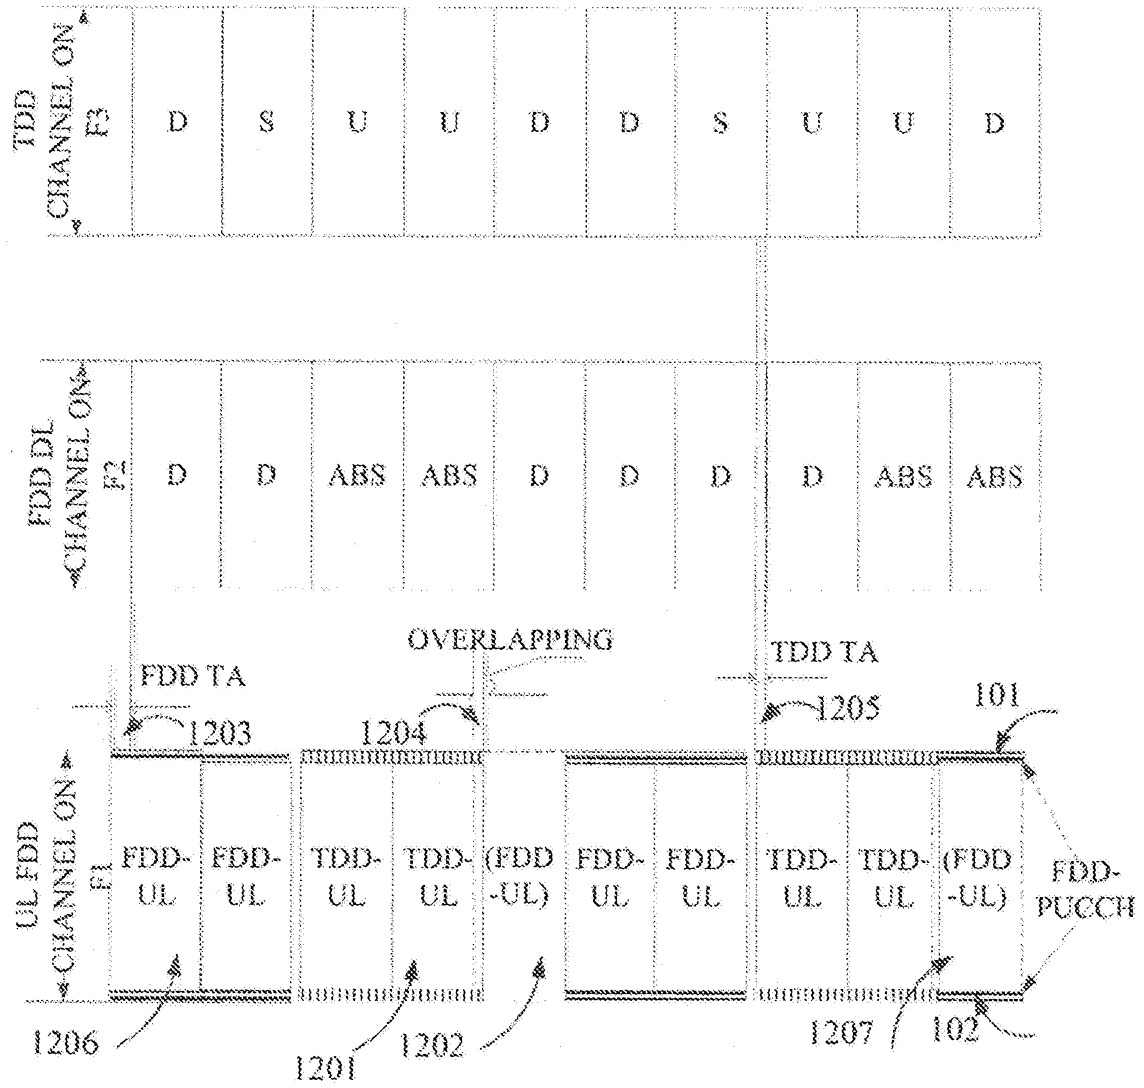 TDD
CHANNEL ON
F3
D S U U D D S U U D
FDD DL
CHANNEL ON
F2
D D ABS ABS D D D D ABS ABS
OVERLAPPING
FDD TA
TDD TA
1203
1204
1205
101
UL FDD
CHANNEL ON
F1
FDD-UL
FDD-UL
TDD-UL
TDD-UL
(FDD-UL)
FDD-UL
FDD-UL
TDD-UL
TDD-UL
(FDD-UL)
FDD-
PUCCH
1206
1201
1202
1207
102